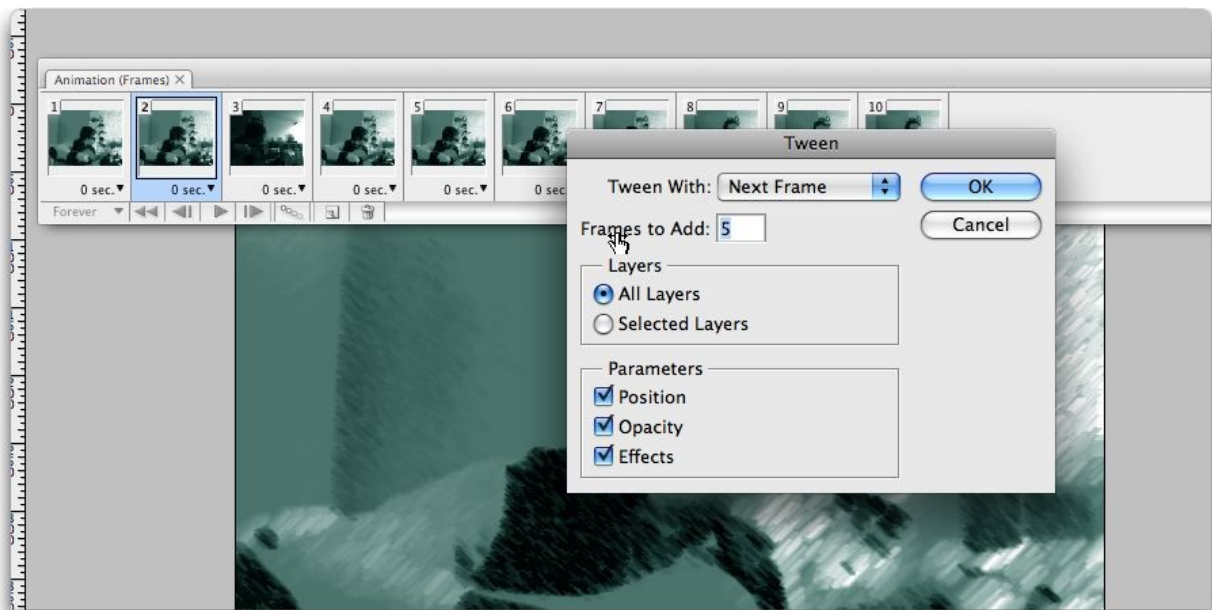 Animation (Frames) ×
1 2 3 4 5 6 7 8 9 10
0 sec. 0 sec. 0 sec. 0 sec. 0 sec. 0 sec.
Forever
Tween
Tween With: Next Frame
OK
Frames to Add: 5
Cancel
Layers
All Layers
Selected Layers
Parameters
Position
Opacity
Effects